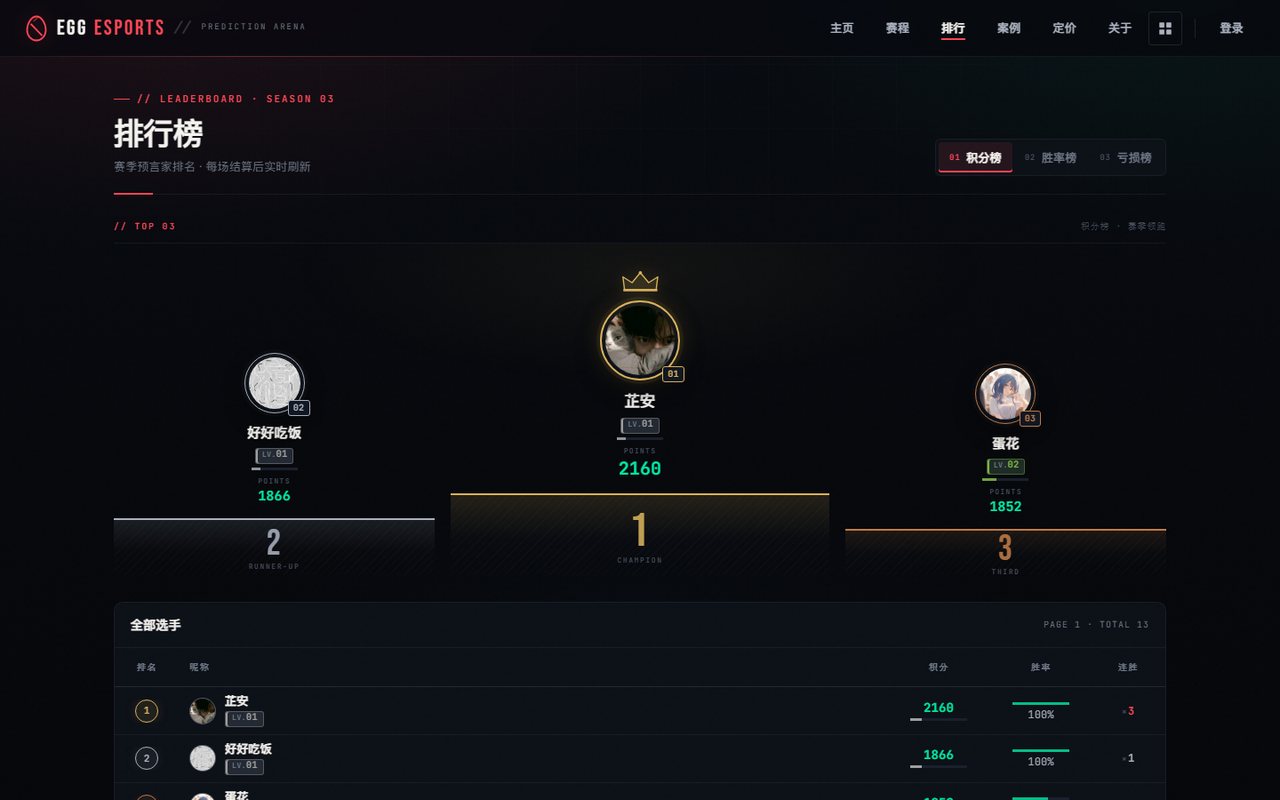 EGG ESPORTS // PREDICTION ARENA
主页 赛程 排行 案例 定价 关于 登录
// LEADERBOARD · SEASON 03
排行榜
赛季预言家排名 · 每场结算后实时刷新
01 积分榜 02 胜率榜 03 亏损榜
// TOP 03
积分榜 · 赛季领跑
01
芷安
LV.01
POINTS
2160
1
CHAMPION
02
好好吃饭
LV.01
POINTS
1866
2
RUNNER-UP
03
蛋花
LV.02
POINTS
1852
3
THIRD
全部选手
PAGE 1 · TOTAL 13
排名 昵称 积分 胜率 连胜
1 芷安 LV.01 2160 100% ×3
2 好好吃饭 LV.01 1866 100% ×1
蛋花